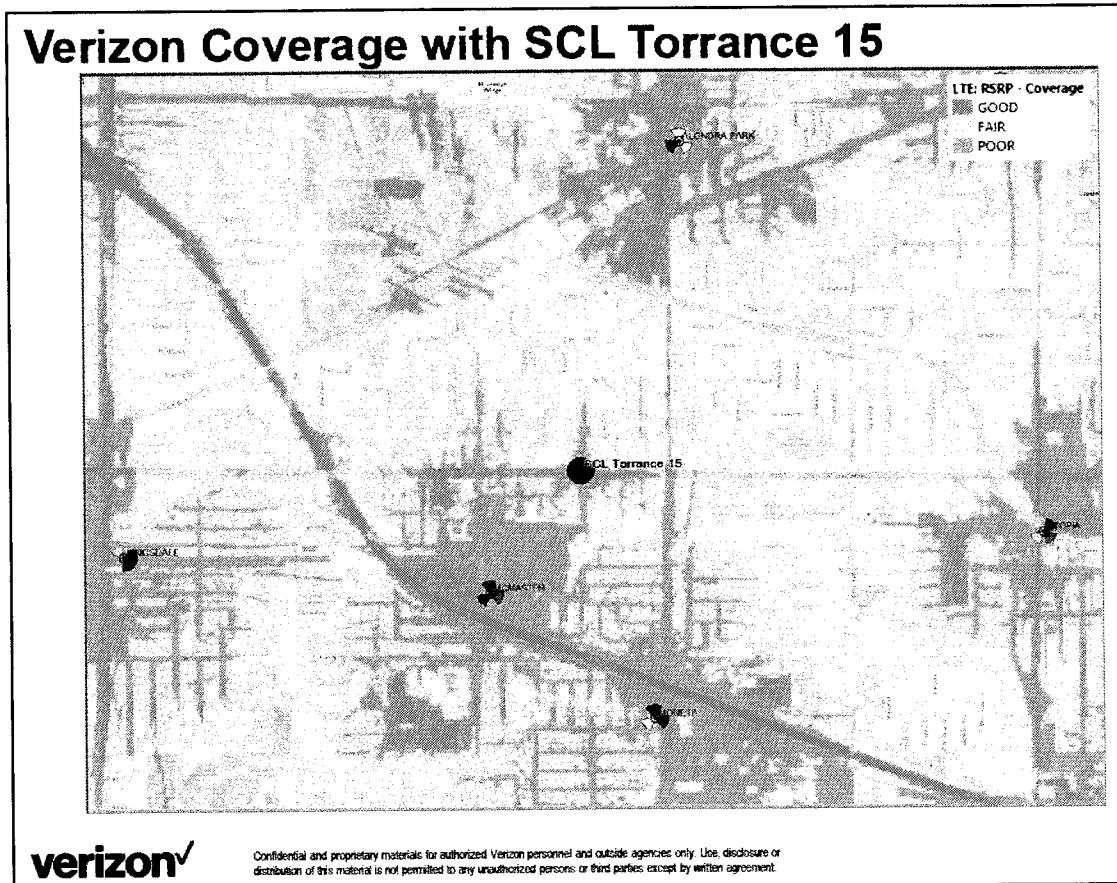 Verizon Coverage with SCL Torrance 15
LTE: RSRP - Coverage
GOOD
FAIR
POOR
PARK
SCL Torrance 15
verizon✓
Confidential and proprietary materials for authorized Verizon personnel and outside agencies only. Use, disclosure or
distribution of this material is not permitted to any unauthorized persons or third parties except by written agreement.